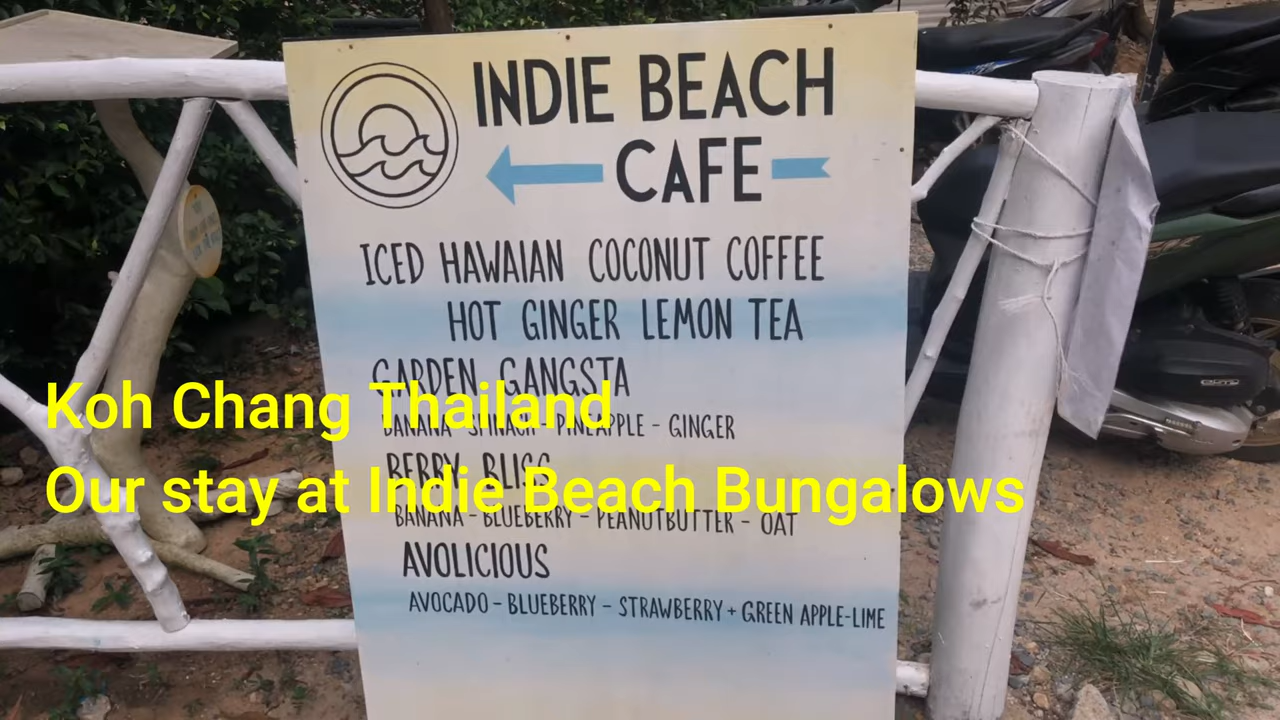 INDIE BEACH
CAFE
ICED HAWAIAN COCONUT COFFEE
HOT GINGER LEMON TEA
GARDEN GANGSTA
BANANA - SPINACH - PINEAPPLE - GINGER
BERRY BLISS
BANANA - BLUEBERRY - PEANUTBUTTER - OAT
AVOLICIOUS
AVOCADO - BLUEBERRY - STRAWBERRY + GREEN APPLE-LIME
Koh Chang Thailand
Our stay at Indie Beach Bungalows